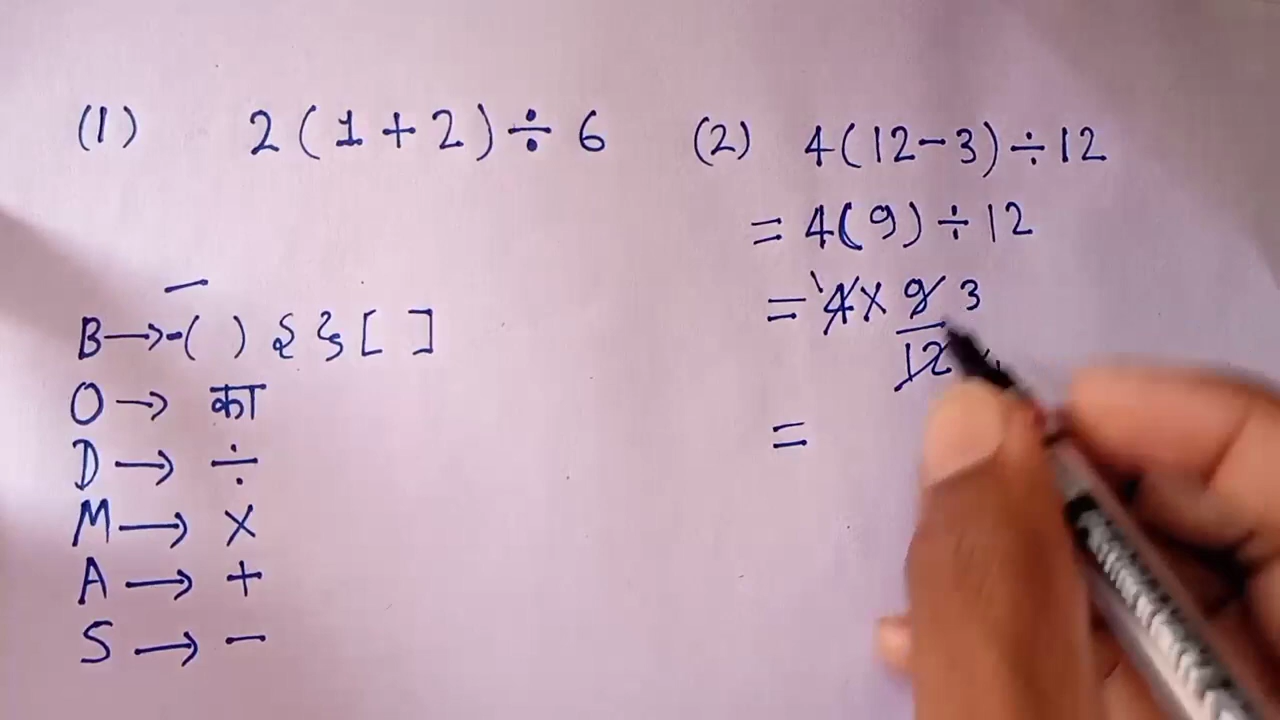 (1) 2(1+2)÷6
B→-( ) { } [ ]
O→ का
D→ ÷
M→ ×
A→ +
S→ −
(2) 4(12-3)÷12
=4(9)÷12
=4×9/12 3
=